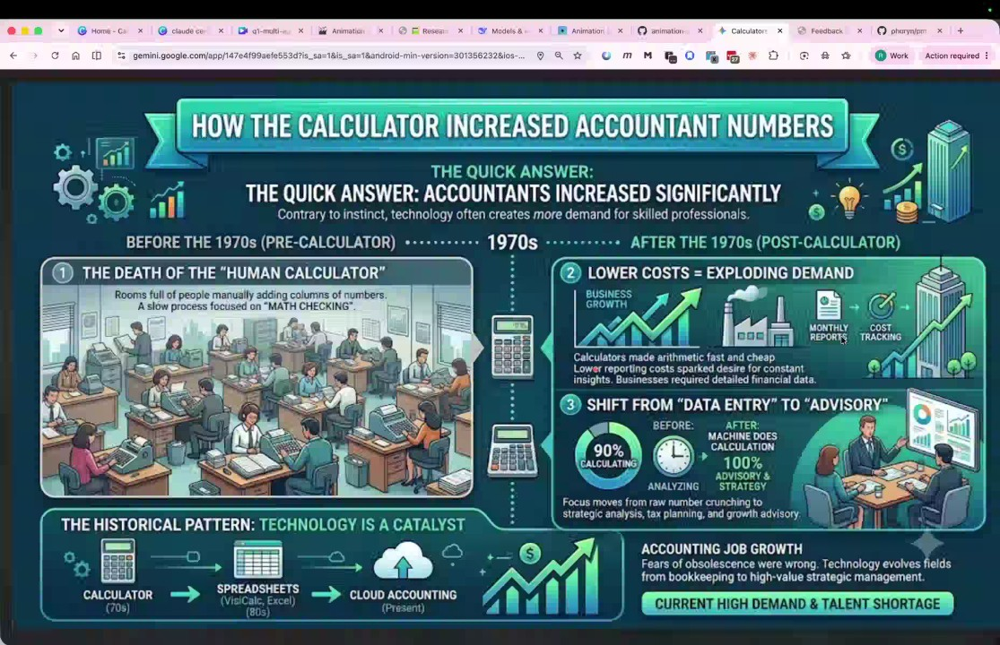 Home - Ca
claude ce
q1-multi-a
Animation
Resear
Models & v
Animation
animation
Calculators
Feedback
phoryn/pm
gemini.google.com/app/147e4f99aefe553d?is_sa=1&is_sa=1&android-min-version=301356232&ios-...
Work
Action required
HOW THE CALCULATOR INCREASED ACCOUNTANT NUMBERS
THE QUICK ANSWER:
THE QUICK ANSWER: ACCOUNTANTS INCREASED SIGNIFICANTLY
Contrary to instinct, technology often creates more demand for skilled professionals.
BEFORE THE 1970s (PRE-CALCULATOR)
1970s
AFTER THE 1970s (POST-CALCULATOR)
1 THE DEATH OF THE "HUMAN CALCULATOR"
Rooms full of people manually adding columns of numbers.
A slow process focused on "MATH CHECKING".
2 LOWER COSTS = EXPLODING DEMAND
BUSINESS
GROWTH
MONTHLY
REPORTS
COST
TRACKING
Calculators made arithmetic fast and cheap
Lower reporting costs sparked desire for constant
insights. Businesses required detailed financial data.
3 SHIFT FROM "DATA ENTRY" TO "ADVISORY"
90%
CALCULATING
BEFORE:
ANALYZING
AFTER:
MACHINE DOES
CALCULATION
100%
ADVISORY &
STRATEGY
Focus moves from raw number crunching to
strategic analysis, tax planning, and growth advisory.
THE HISTORICAL PATTERN: TECHNOLOGY IS A CATALYST
CALCULATOR
(70s)
SPREADSHEETS
(VisiCalc, Excel)
(80s)
CLOUD ACCOUNTING
(Present)
ACCOUNTING JOB GROWTH
Fears of obsolescence were wrong. Technology evolves fields
from bookkeeping to high-value strategic management.
CURRENT HIGH DEMAND & TALENT SHORTAGE